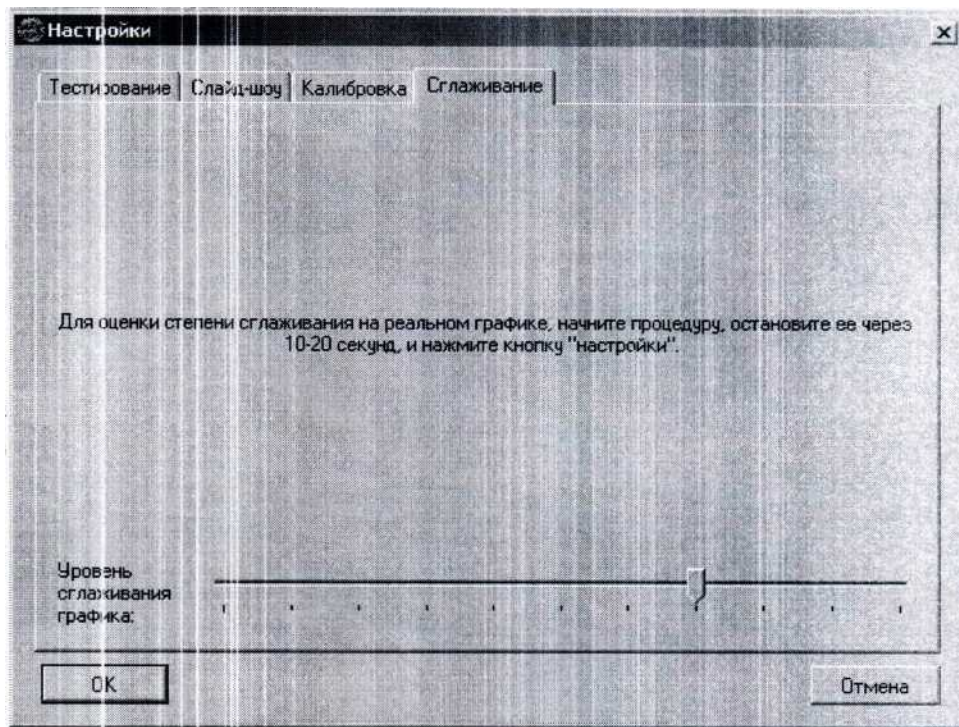 Настройки
Тестирование Слайд-шоу Калибровка Сглаживание
Для оценки степени сглаживания на реальном графике, начните процедуру, остановите ее через
10-20 секунд, и нажмите кнопку "настройки".
Уровень
сглаживания
графика:
OK Отмена